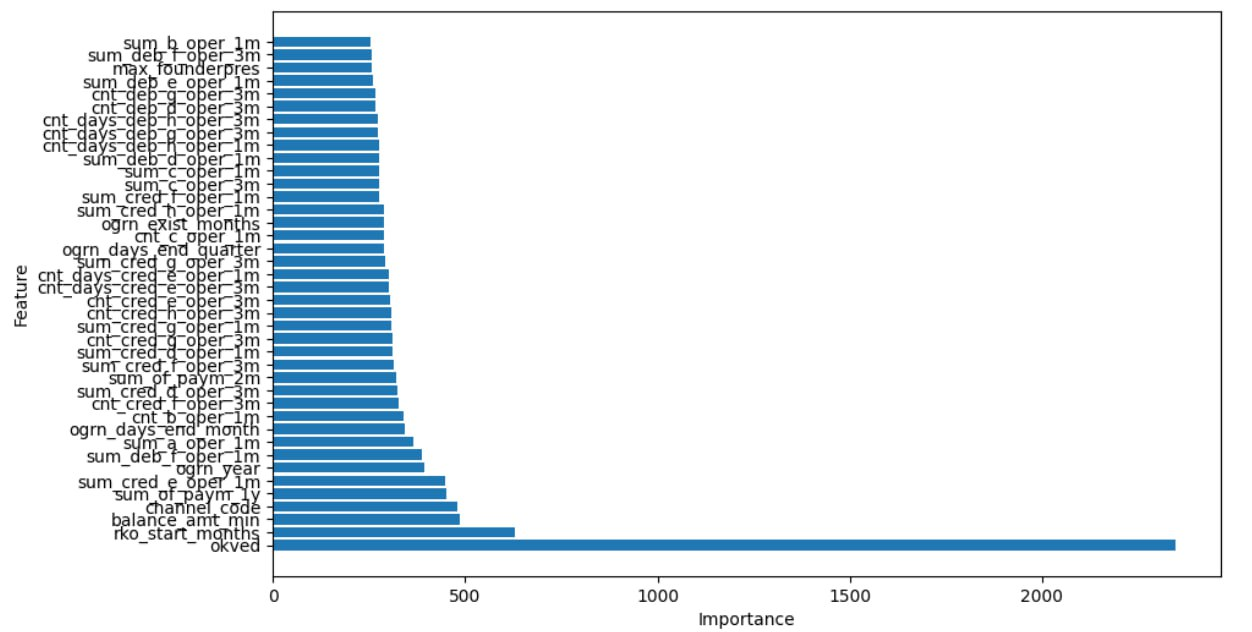 sum_b_oper_1m
sum_deb_f_oper_3m
max_founderpres
sum_deb_e_oper_1m
cnt_deb_g_oper_3m
cnt_deb_d_oper_3m
cnt_days_deb_h_oper_3m
cnt_days_deb_g_oper_3m
cnt_days_deb_h_oper_1m
sum_deb_d_oper_1m
sum_c_oper_1m
sum_c_oper_3m
sum_cred_f_oper_1m
sum_cred_h_oper_1m
ogrn_exist_months
cnt_c_oper_1m
ogrn_days_end_quarter
sum_cred_g_oper_3m
cnt_days_cred_e_oper_1m
cnt_days_cred_e_oper_3m
cnt_cred_e_oper_3m
cnt_cred_h_oper_3m
sum_cred_g_oper_1m
cnt_cred_g_oper_3m
sum_cred_d_oper_1m
sum_cred_f_oper_3m
sum_of_paym_2m
sum_cred_d_oper_3m
cnt_cred_f_oper_3m
cnt_b_oper_1m
ogrn_days_end_month
sum_a_oper_1m
sum_deb_f_oper_1m
ogrn_year
sum_cred_e_oper_1m
sum_of_paym_1y
channel_code
balance_amt_min
rko_start_months
okved
Feature
0 500 1000 1500 2000
Importance